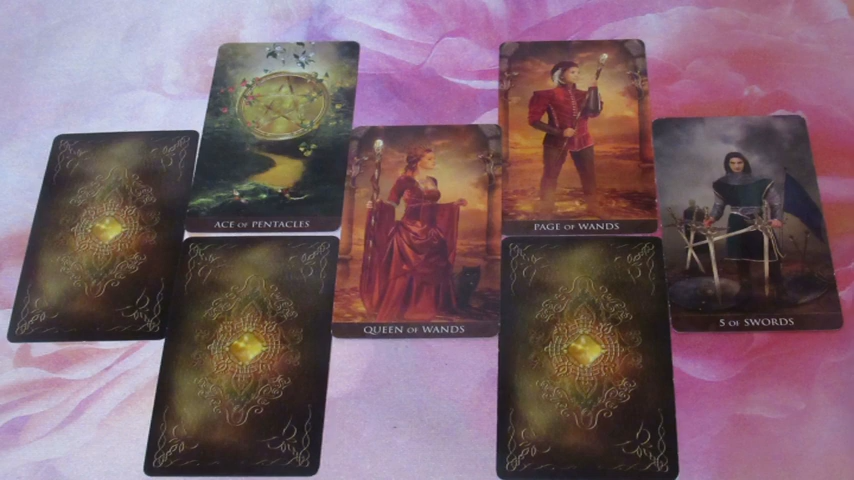 ACE OF PENTACLES
PAGE OF WANDS
QUEEN OF WANDS
5 OF SWORDS